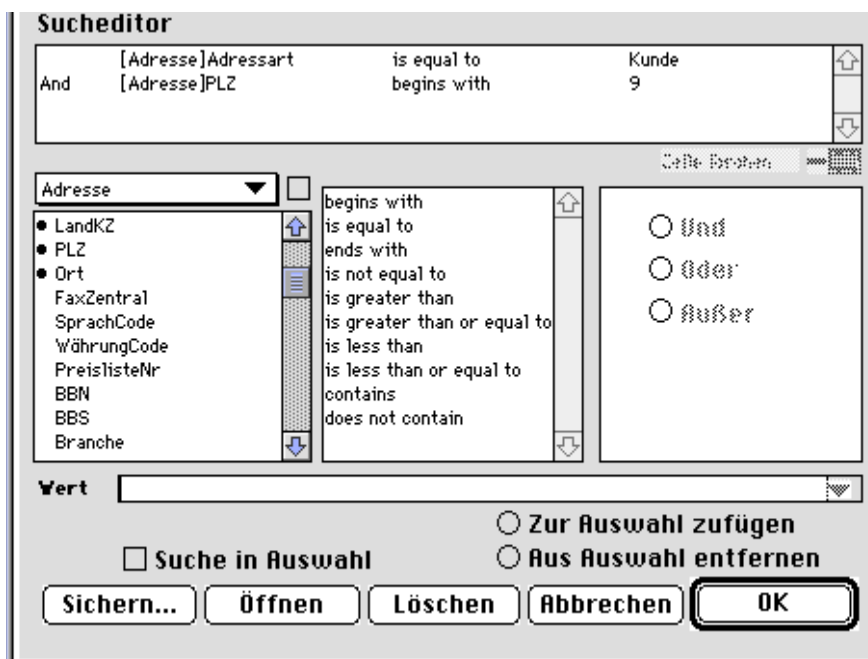 Sucheditor
[Adresse]Adressart is equal to Kunde
And [Adresse]PLZ begins with 9
Adresse
LandKZ
PLZ
Ort
FaxZentral
SprachCode
WährungCode
PreislisteNr
BBN
BBS
Branche
begins with
is equal to
ends with
is not equal to
is greater than
is greater than or equal to
is less than
is less than or equal to
contains
does not contain
Und
Oder
Außer
Wert
Zur Auswahl zufügen
Suche in Auswahl
Aus Auswahl entfernen
Sichern... Öffnen Löschen Abbrechen OK